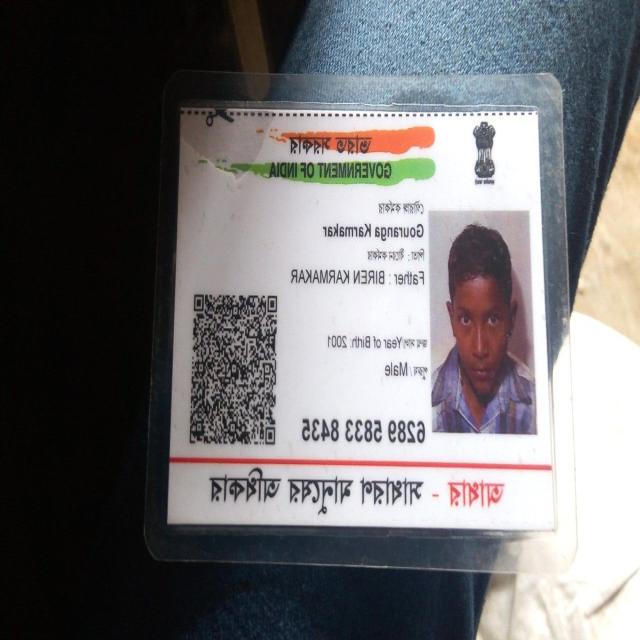 ভারত সরকার
GOVERNMENT OF INDIA
গৌরাঙ্গ কর্মকার
Gouranga Karmakar
পিতা : বীরেন কর্মকার
Father : BIREN KARMAKAR
জন্ম সাল/Year of Birth: 2001
পুরুষ/Male
6289 5833 8435
আধার - সাধারণ মানুষের অধিকার